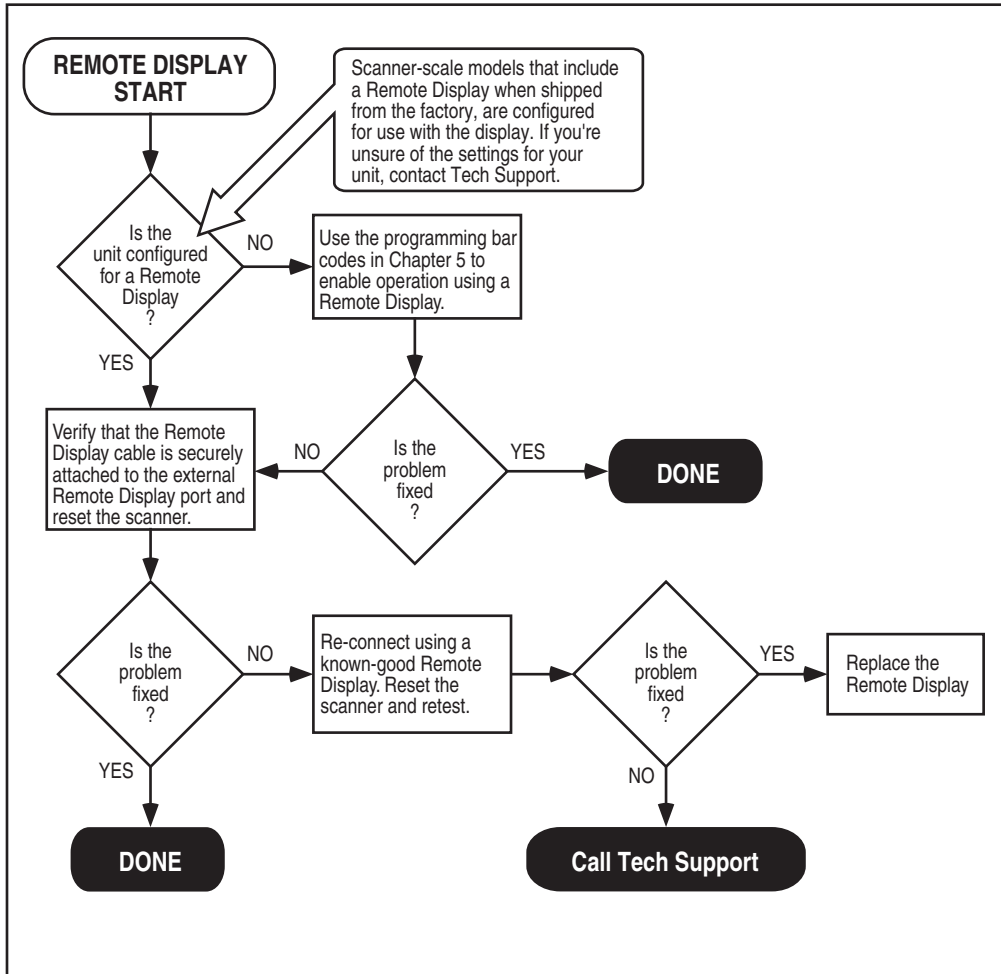 REMOTE DISPLAY
START
Scanner-scale models that include
a Remote Display when shipped
from the factory, are configured
for use with the display. If you're
unsure of the settings for your
unit, contact Tech Support.
Is the
unit configured
for a Remote
Display
?
NO
Use the programming bar
codes in Chapter 5 to
enable operation using a
Remote Display.
YES
Verify that the Remote
Display cable is securely
attached to the external
Remote Display port and
reset the scanner.
NO
Is the
problem
fixed
?
YES
DONE
Is the
problem
fixed
?
NO
Re-connect using a
known-good Remote
Display. Reset the
scanner and retest.
Is the
problem
fixed
?
YES
Replace the
Remote Display
YES
NO
DONE
Call Tech Support